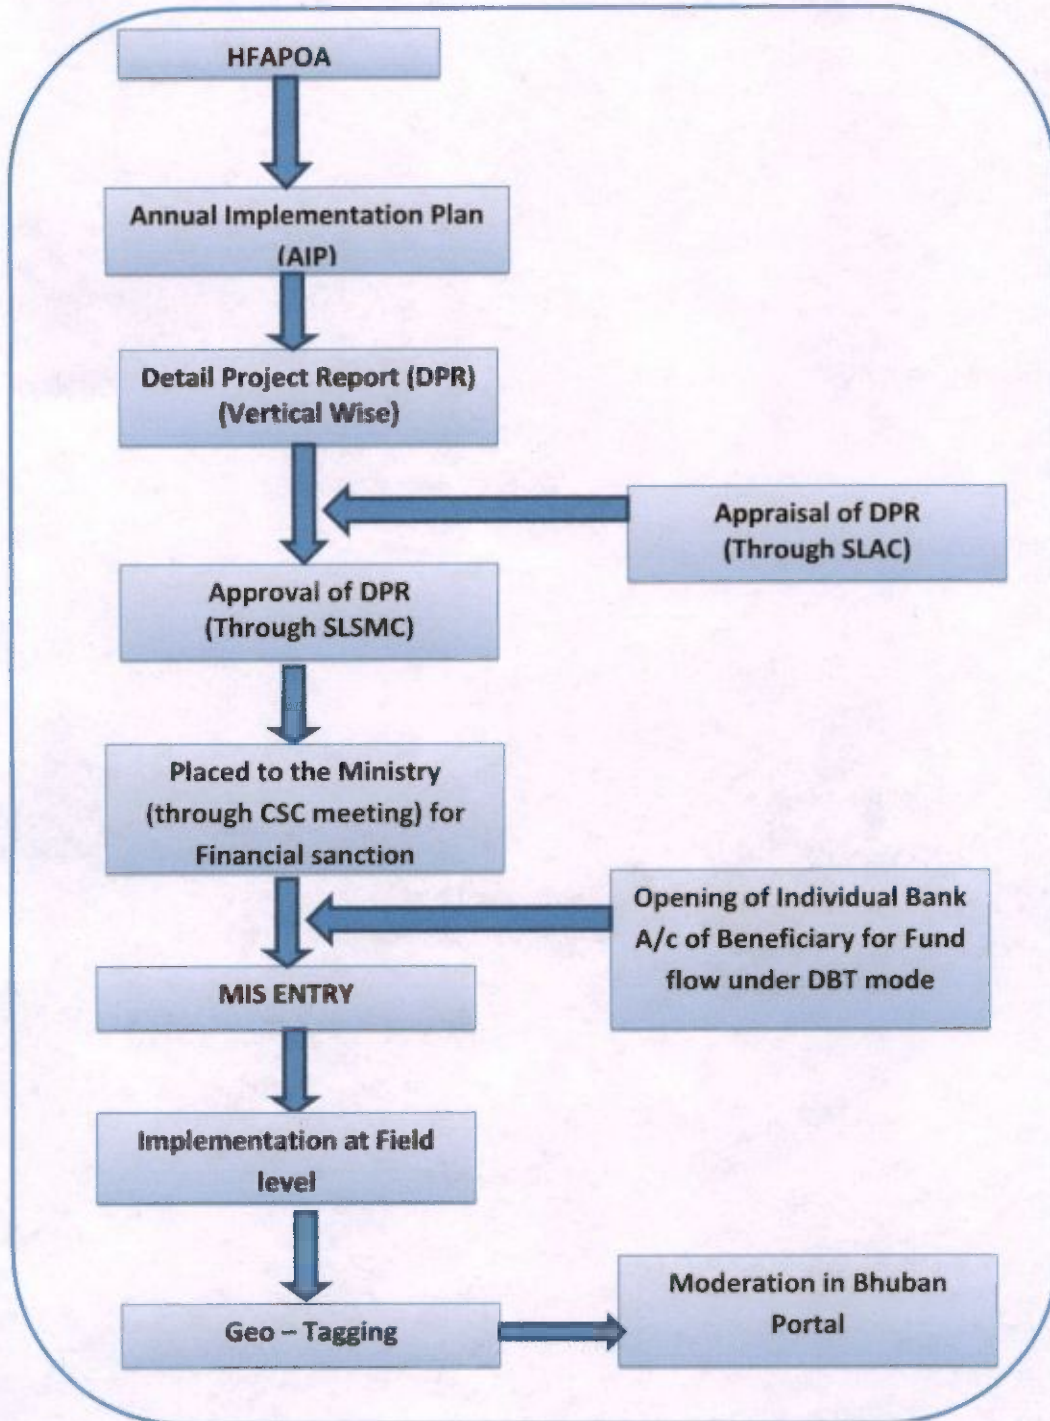 HFAPOA
Annual Implementation Plan
(AIP)
Detail Project Report (DPR)
(Vertical Wise)
Appraisal of DPR
(Through SLAC)
Approval of DPR
(Through SLSMC)
Placed to the Ministry
(through CSC meeting) for
Financial sanction
Opening of Individual Bank
A/c of Beneficiary for Fund
flow under DBT mode
MIS ENTRY
Implementation at Field
level
Geo – Tagging
Moderation in Bhuban
Portal